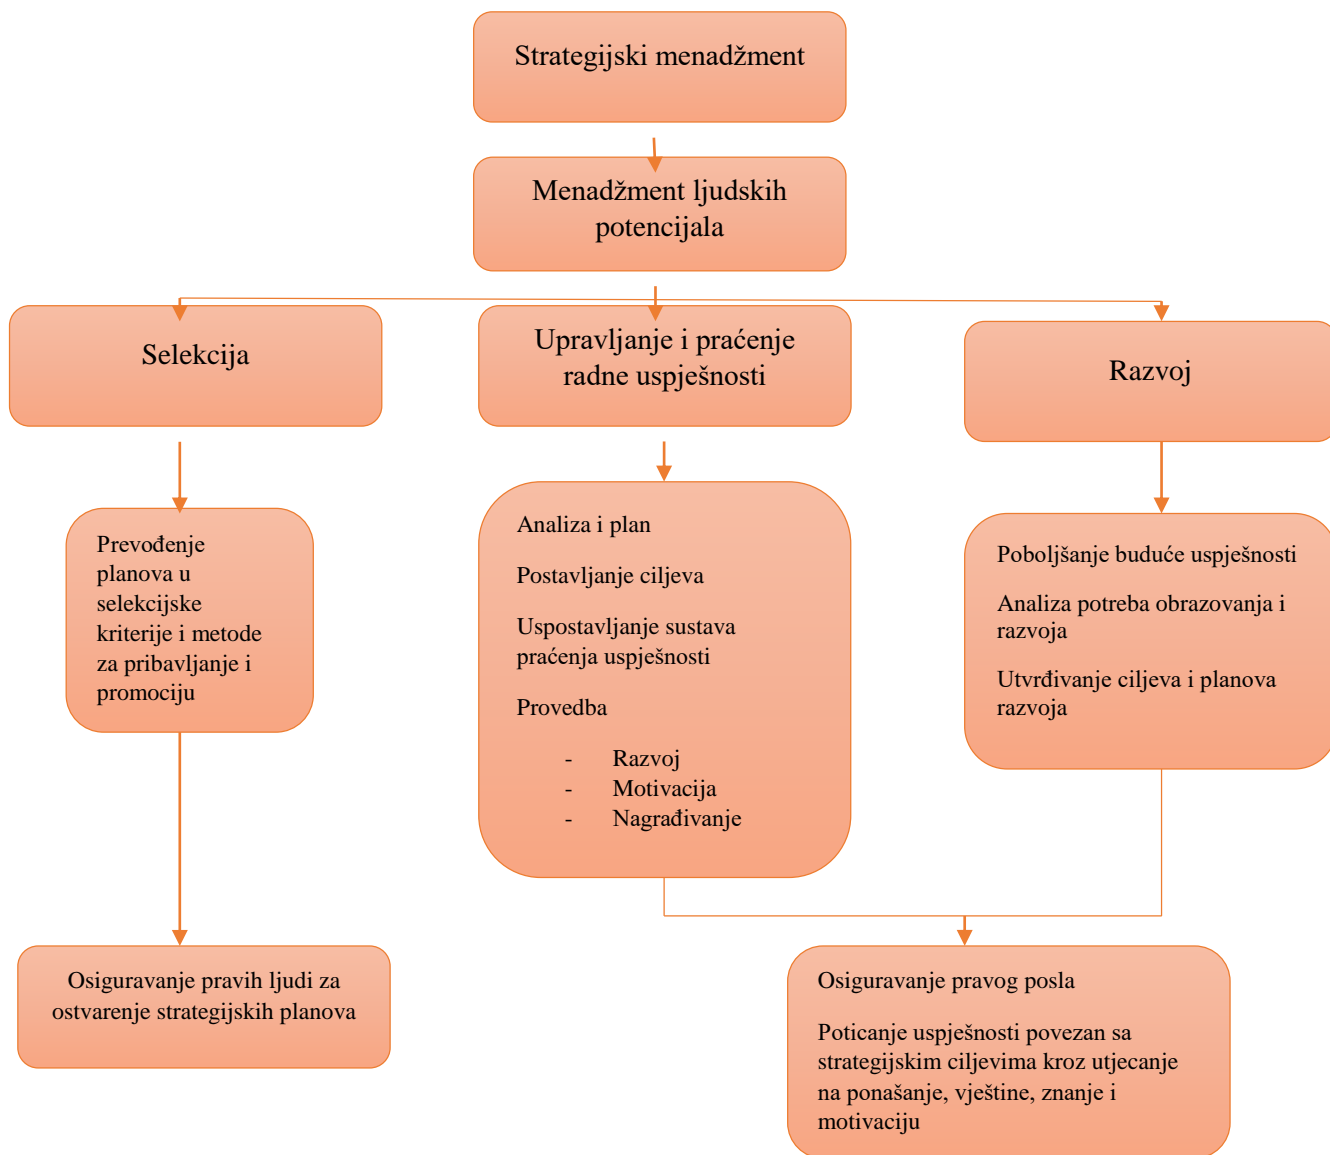 Strategijski menadžment
Menadžment ljudskih
potencijala
Selekcija
Upravljanje i praćenje
radne uspješnosti
Razvoj
Prevođenje
planova u
selekcijske
kriterije i metode
za pribavljanje i
promociju
Analiza i plan
Postavljanje ciljeva
Uspostavljanje sustava
praćenja uspješnosti
Provedba
- Razvoj
- Motivacija
- Nagrađivanje
Poboljšanje buduće uspješnosti
Analiza potreba obrazovanja i
razvoja
Utvrđivanje ciljeva i planova
razvoja
Osiguravanje pravih ljudi za
ostvarenje strategijskih planova
Osiguravanje pravog posla
Poticanje uspješnosti povezan sa
strategijskim ciljevima kroz utjecanje
na ponašanje, vještine, znanje i
motivaciju